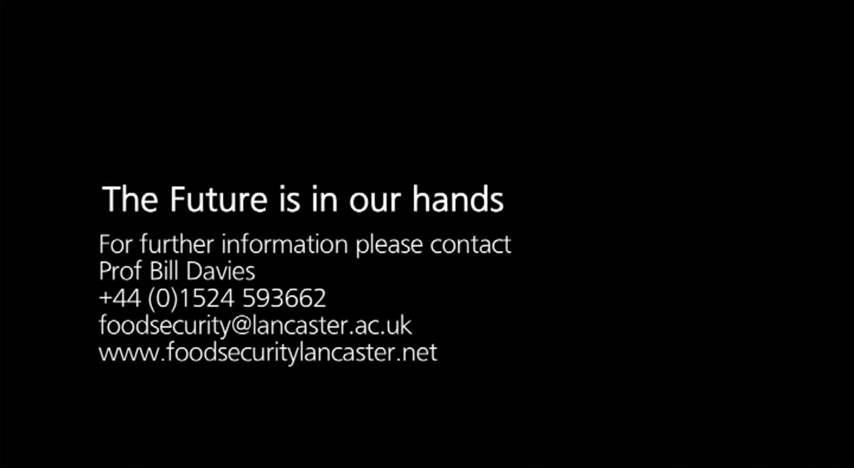 The Future is in our hands
For further information please contact
Prof Bill Davies
+44 (0)1524 593662
foodsecurity@lancaster.ac.uk
www.foodsecuritylancaster.net